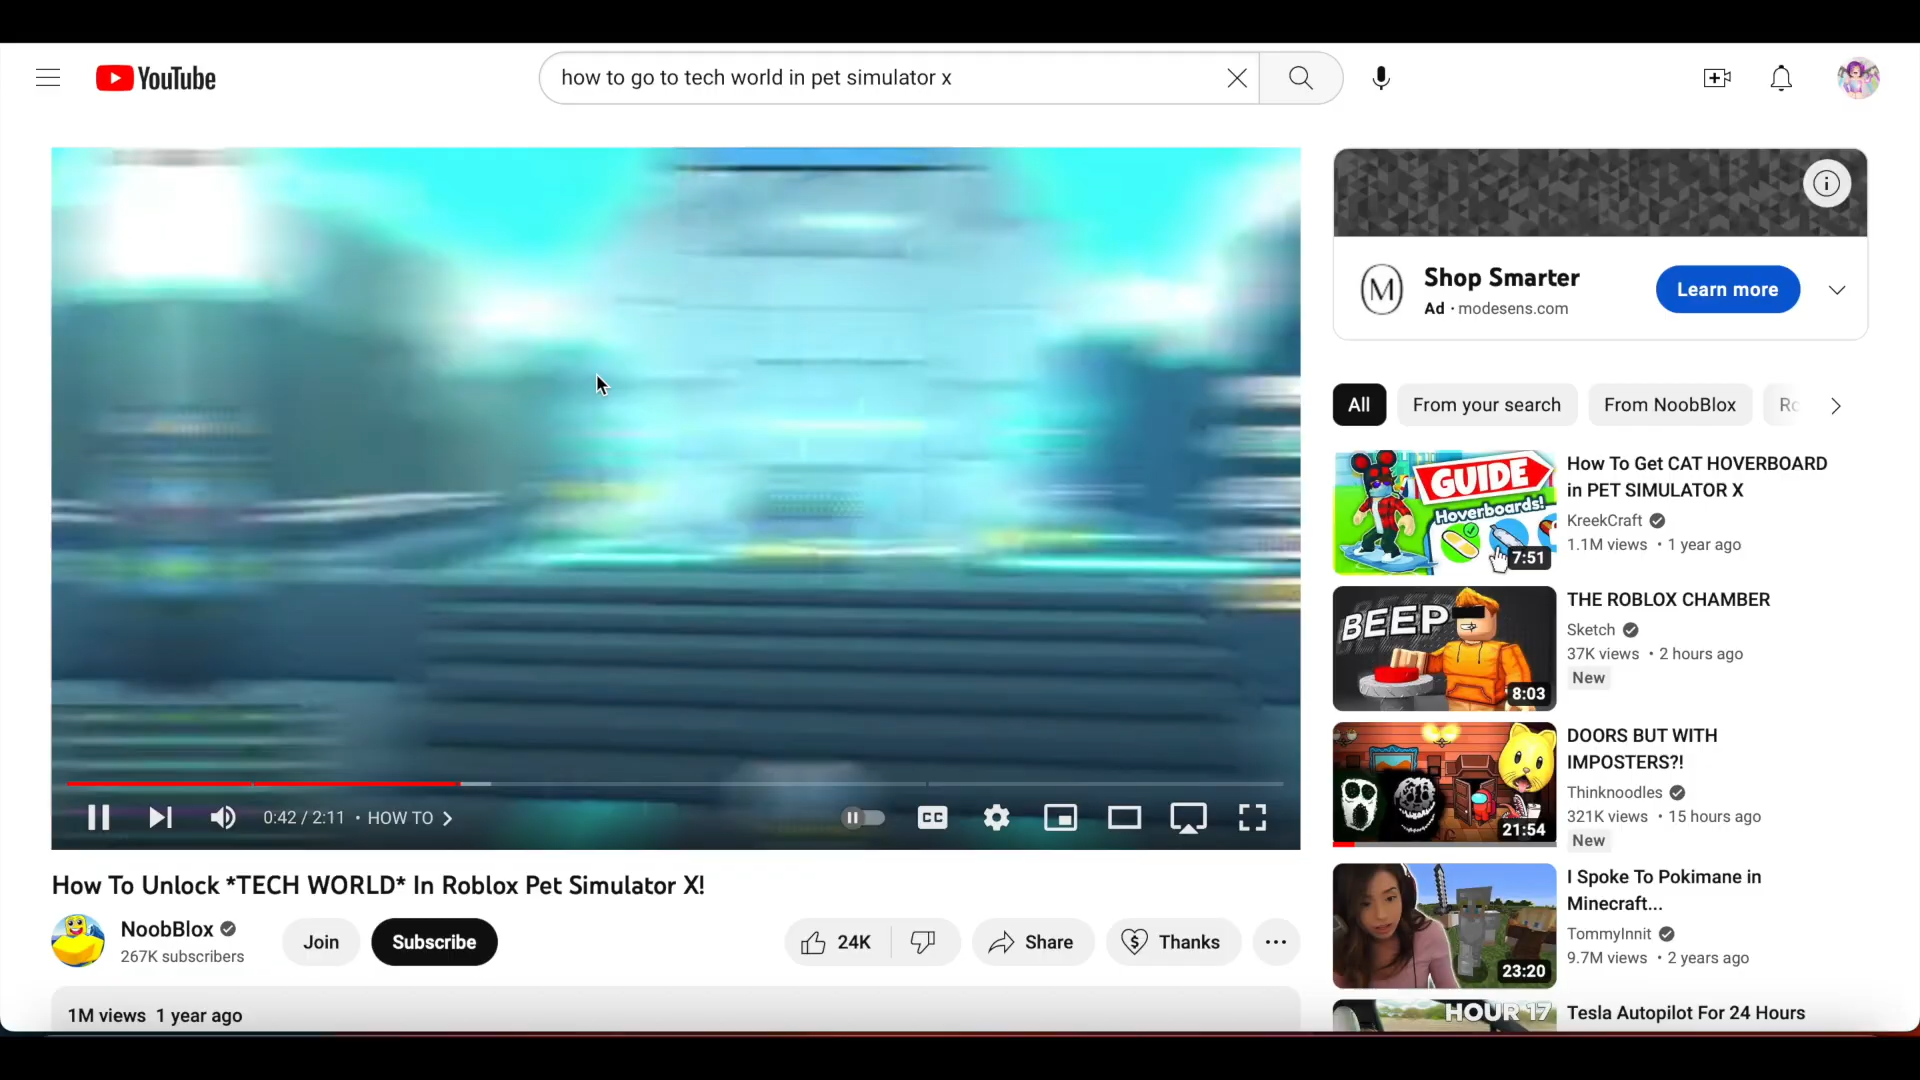 YouTube
how to go to tech world in pet simulator x
Shop Smarter
Ad · modesens.com
Learn more
All
From your search
From NoobBlox
GUIDE
Hoverboards!
7:51
How To Get CAT HOVERBOARD
in PET SIMULATOR X
KreekCraft
1.1M views • 1 year ago
BEEP
8:03
THE ROBLOX CHAMBER
Sketch
37K views • 2 hours ago
New
21:54
DOORS BUT WITH
IMPOSTERS?!
Thinknoodles
321K views • 15 hours ago
New
23:20
I Spoke To Pokimane in
Minecraft...
TommyInnit
9.7M views • 2 years ago
HOUR 17
Tesla Autopilot For 24 Hours
0:42 / 2:11 • HOW TO
CC
How To Unlock *TECH WORLD* In Roblox Pet Simulator X!
NoobBlox
267K subscribers
Join
Subscribe
24K
Share
Thanks
1M views 1 year ago